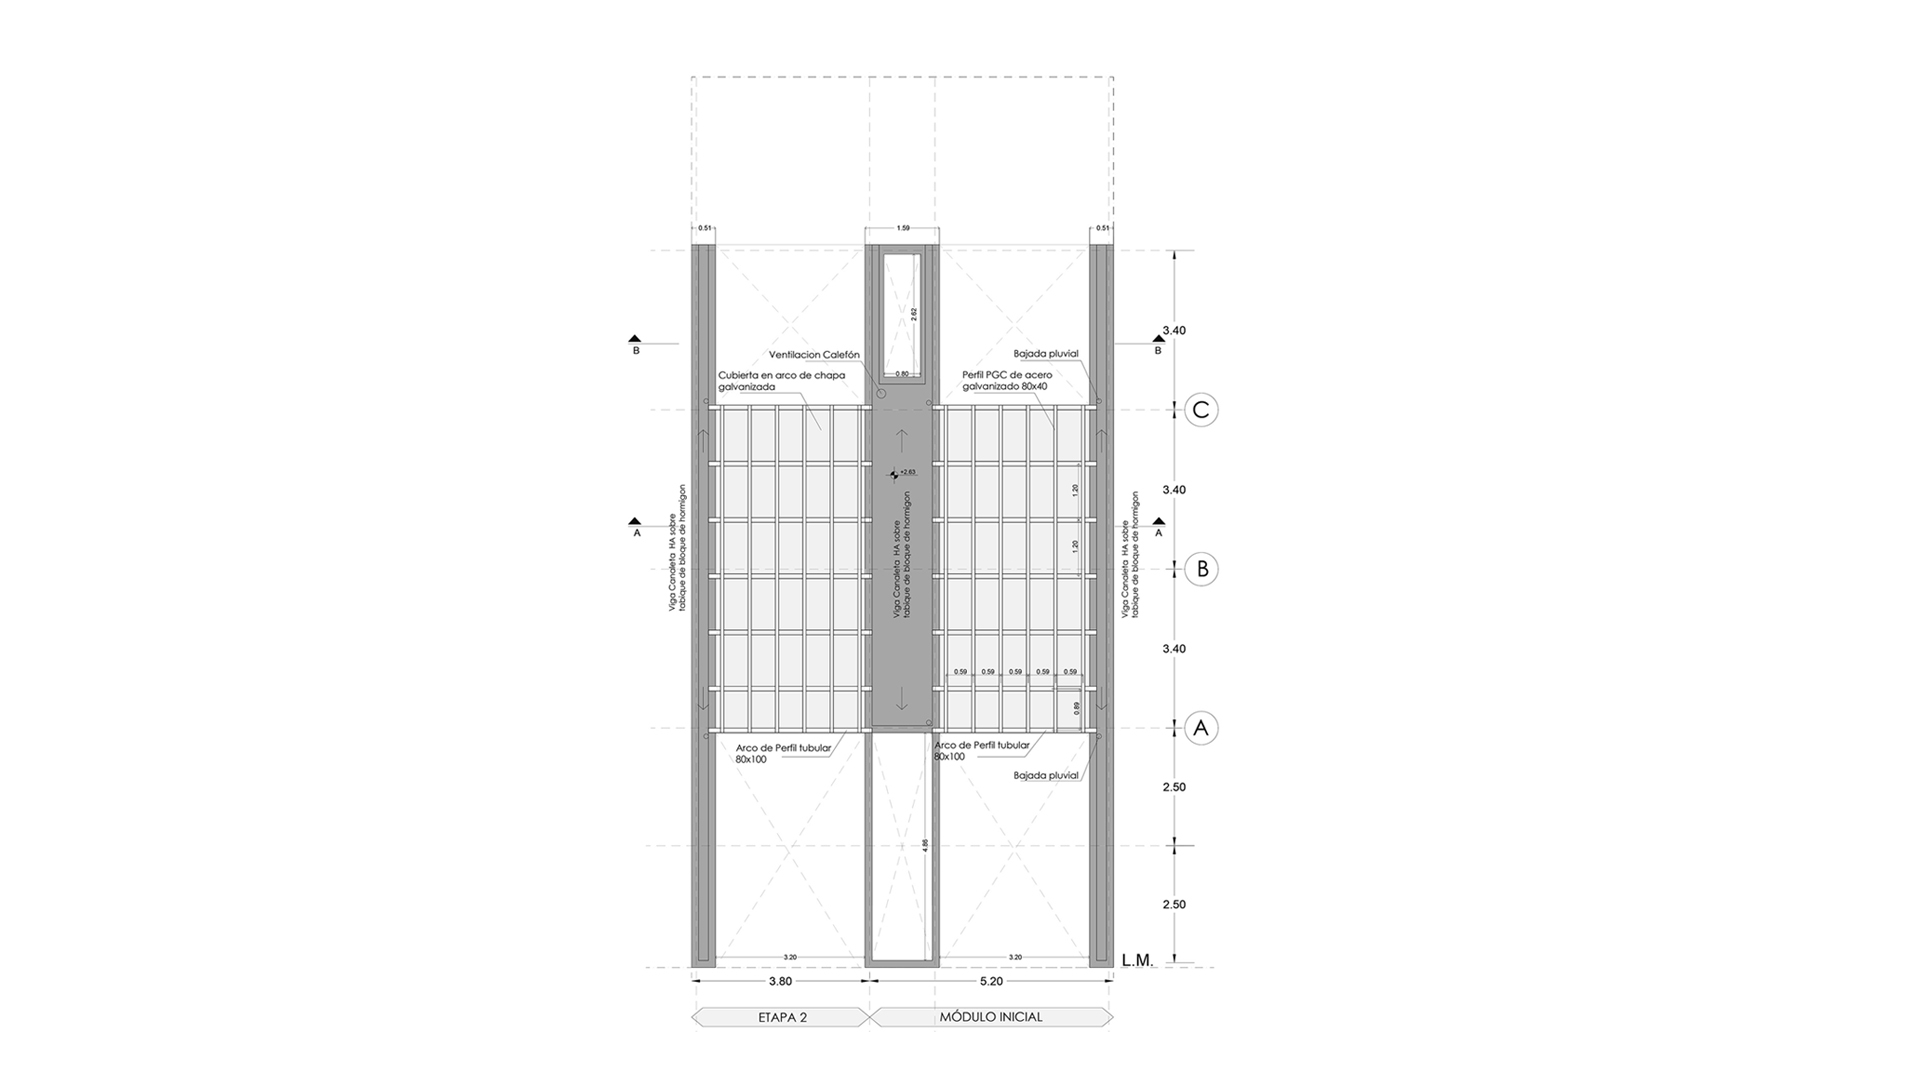 0.51
1.59
0.51
2.62
3.40
B
B
Ventilacion Calefón
Bajada pluvial
0.80
Cubierta en arco de chapa
galvanizada
Perfil PGC de acero
galvanizado 80x40
C
+2.63
1.20
3.40
A
A
Viga Canaleta HA sobre
tabique de bloque de hormigon
Viga Canaleta HA sobre
tabique de bloque de hormigon
Viga Canaleta HA sobre
tabique de bloque de hormigon
1.20
B
3.40
0.59
0.59
0.59
0.59
0.59
0.89
A
Arco de Perfil tubular
80x100
Arco de Perfil tubular
80x100
Bajada pluvial
2.50
4.86
2.50
3.20
3.20
L.M.
3.80
5.20
ETAPA 2
MÓDULO INICIAL